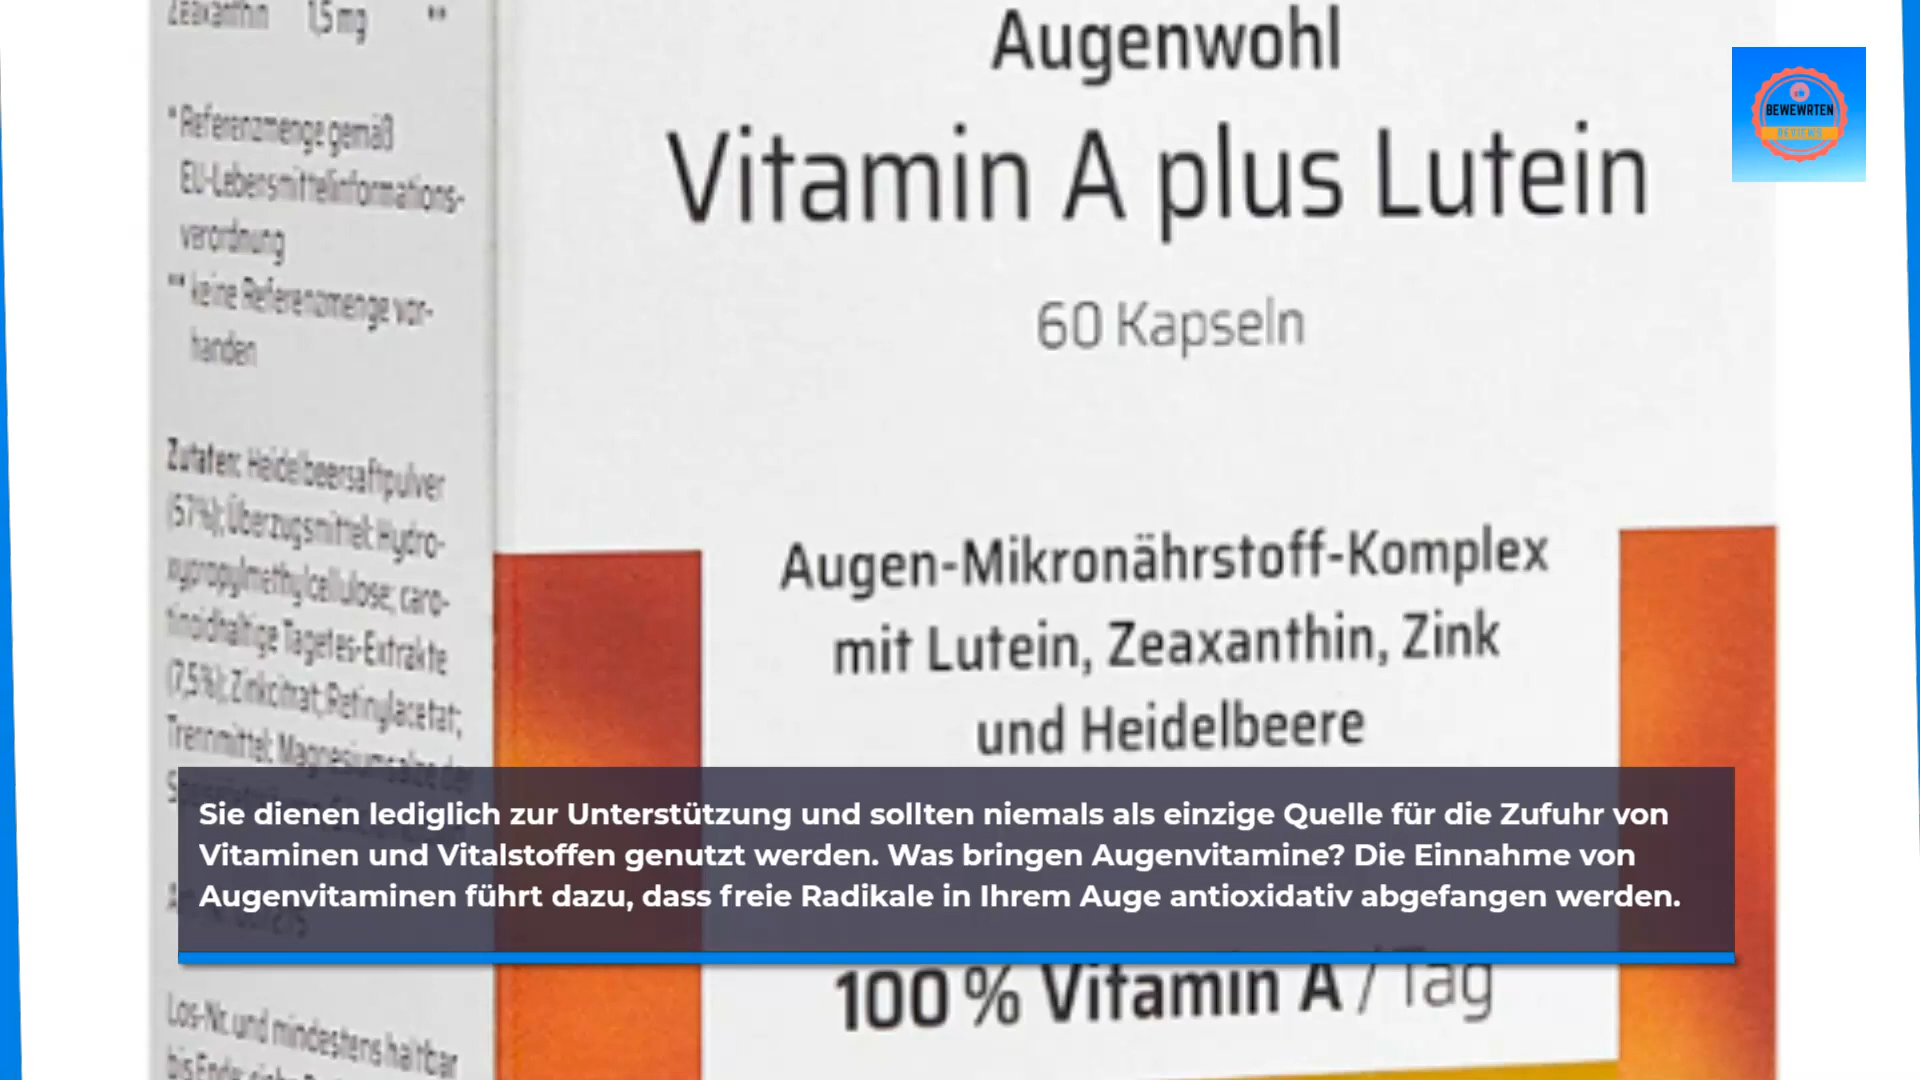 Zeaxanthin 1,5 mg **
* Referenzmenge gemäß
EU-Lebensmittelinformations-
verordnung
** keine Referenzmenge vor-
handen
Zutaten: Heidelbeersaftpulver
(57%); Überzugsmittel: Hydro-
xypropylmethylcellulose; caro-
tinoidhaltige Tagetes-Extrakte
(7,5%); Zinkcitrat; Retinylacetat;
Trennmittel: Magnesiumsalze der
Los-Nr. und mindestens haltbar
bis Ende: siehe
Augenwohl
Vitamin A plus Lutein
60 Kapseln
Augen-Mikronährstoff-Komplex
mit Lutein, Zeaxanthin, Zink
und Heidelbeere
100 % Vitamin A / Tag
BEWEWRTEN
REVIEWS
Sie dienen lediglich zur Unterstützung und sollten niemals als einzige Quelle für die Zufuhr von
Vitaminen und Vitalstoffen genutzt werden. Was bringen Augenvitamine? Die Einnahme von
Augenvitaminen führt dazu, dass freie Radikale in Ihrem Auge antioxidativ abgefangen werden.